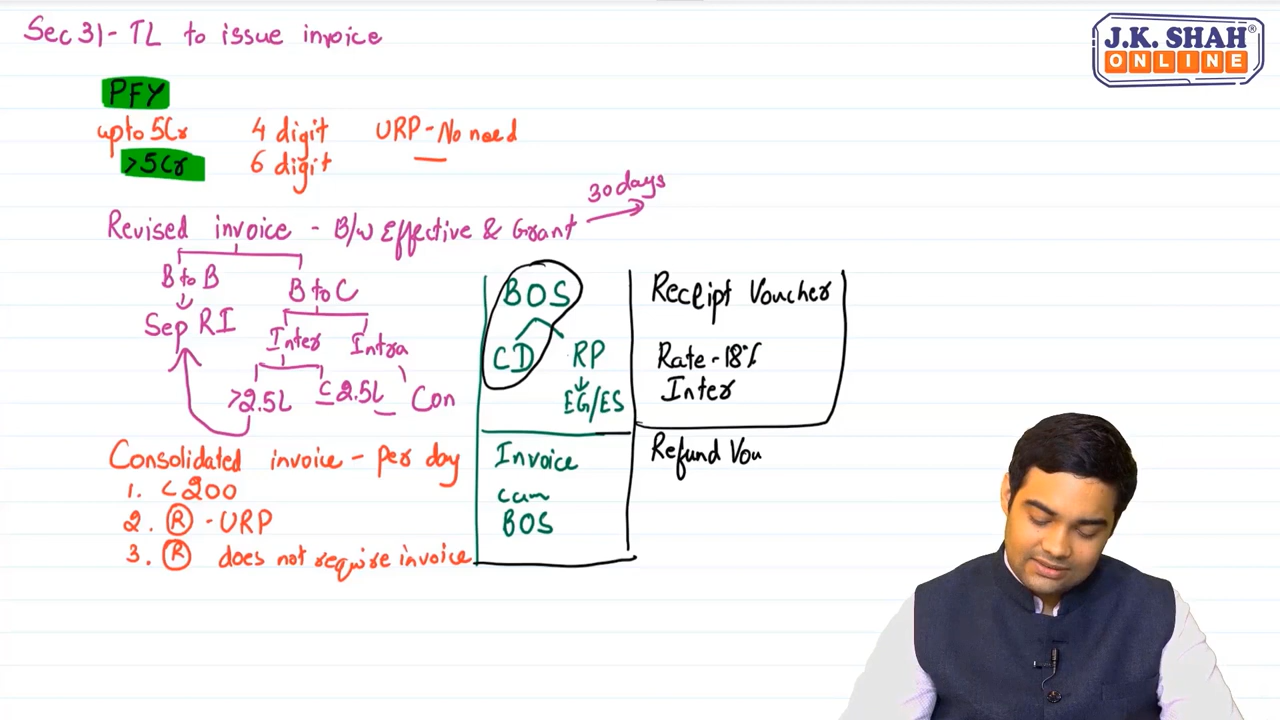 Sec 31 - TL to issue invoice
J.K. SHAH®
ONLINE
PFY
upto 5Cr 4 digit URP - No need
>5Cr 6 digit
30 days
Revised invoice - B/w Effective & Grant
B to B B to C
Sep RI Inter Intra
>2.5L ≤2.5L Con
Consolidated invoice - per day
1. <200
2. Ⓡ - URP
3. Ⓡ does not require invoice
BOS
CD RP
EG/ES
Invoice
cum
BOS
Receipt Voucher
Rate - 18%
Inter
Refund Vou